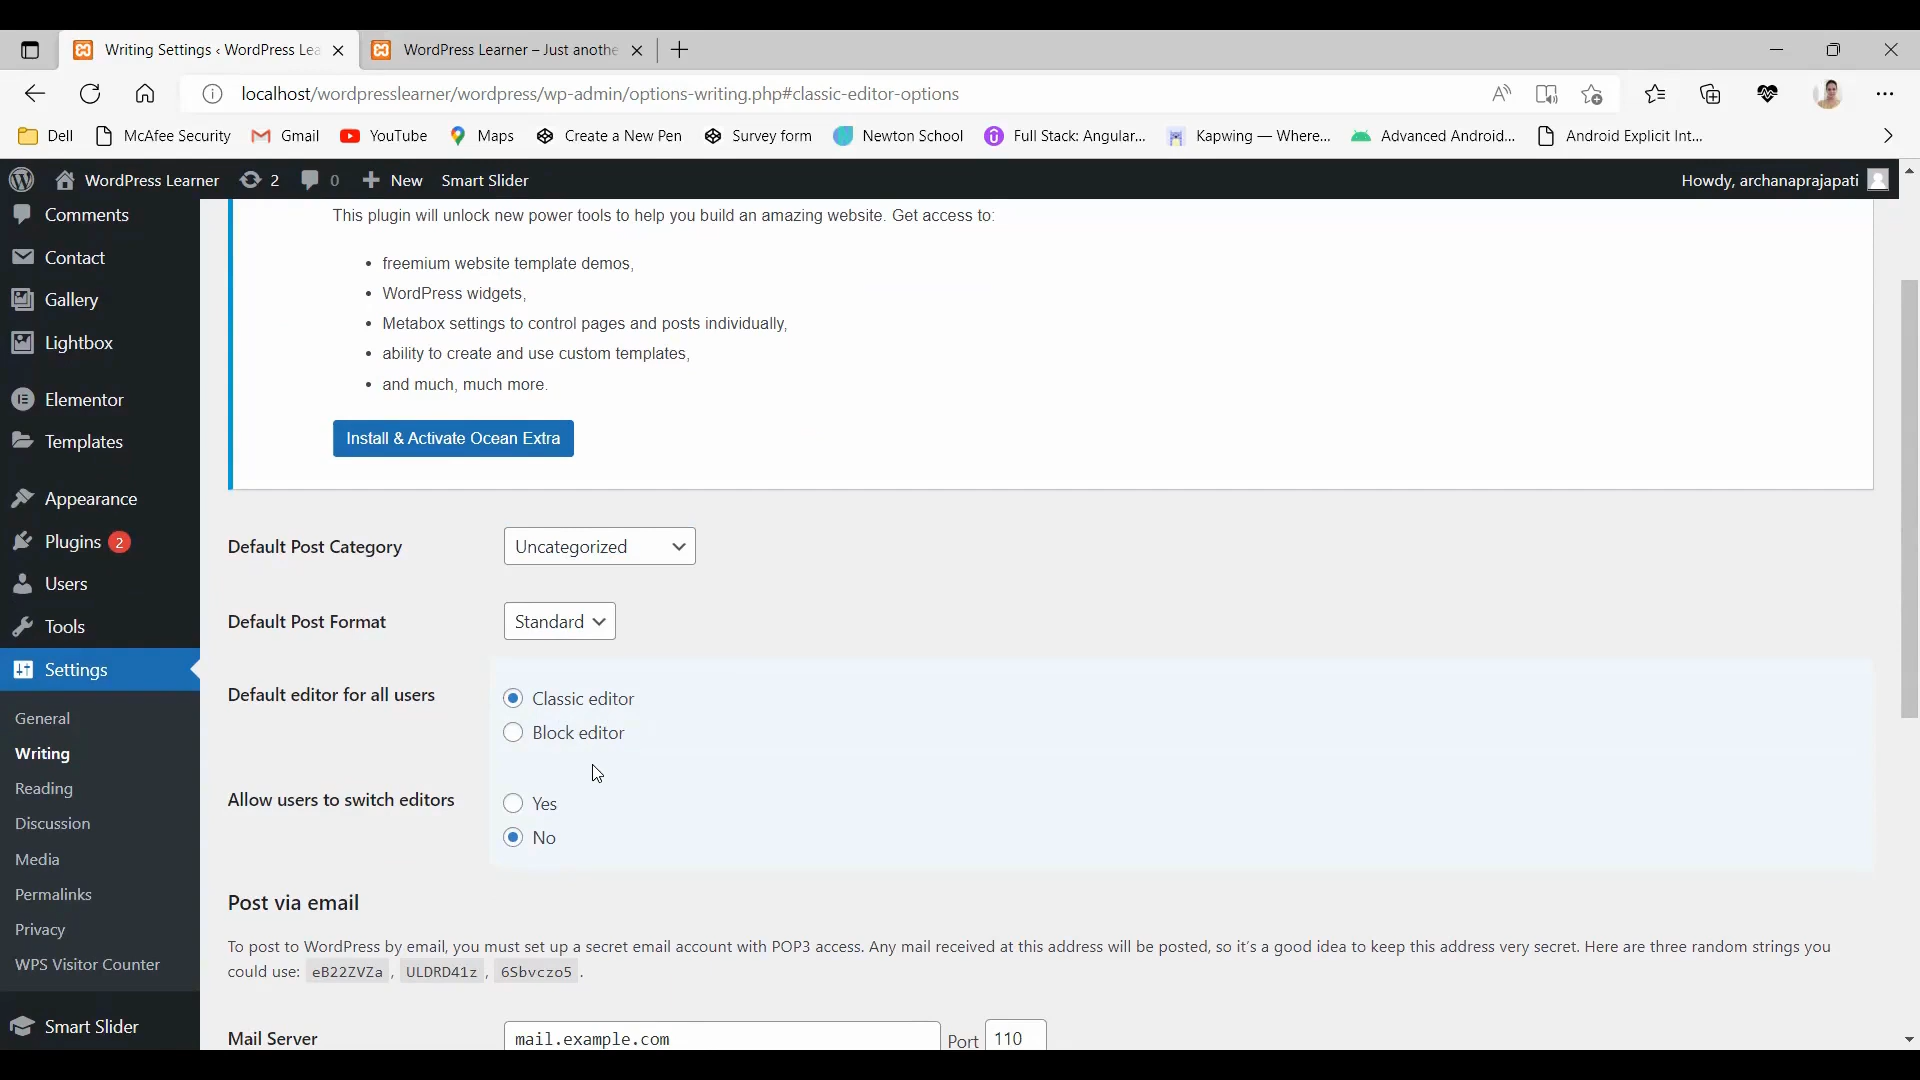 Writing Settings ‹ WordPress Lea
WordPress Learner – Just anothe
localhost/wordpresslearner/wordpress/wp-admin/options-writing.php#classic-editor-options
Dell
McAfee Security
Gmail
YouTube
Maps
Create a New Pen
Survey form
Newton School
Full Stack: Angular...
Kapwing — Where...
Advanced Android...
Android Explicit Int...
WordPress Learner
2
0
New
Smart Slider
Howdy, archanaprajapati
Comments
Contact
Gallery
Lightbox
Elementor
Templates
Appearance
Plugins 2
Users
Tools
Settings
General
Writing
Reading
Discussion
Media
Permalinks
Privacy
WPS Visitor Counter
Smart Slider
This plugin will unlock new power tools to help you build an amazing website. Get access to:
• freemium website template demos,
• WordPress widgets,
• Metabox settings to control pages and posts individually,
• ability to create and use custom templates,
• and much, much more.
Install & Activate Ocean Extra
Default Post Category
Uncategorized
Default Post Format
Standard
Default editor for all users
Classic editor
Block editor
Allow users to switch editors
Yes
No
Post via email
To post to WordPress by email, you must set up a secret email account with POP3 access. Any mail received at this address will be posted, so it's a good idea to keep this address very secret. Here are three random strings you
could use: eB22ZVZa , ULDRD41z , 6Sbvczo5 .
Mail Server
mail.example.com
Port 110